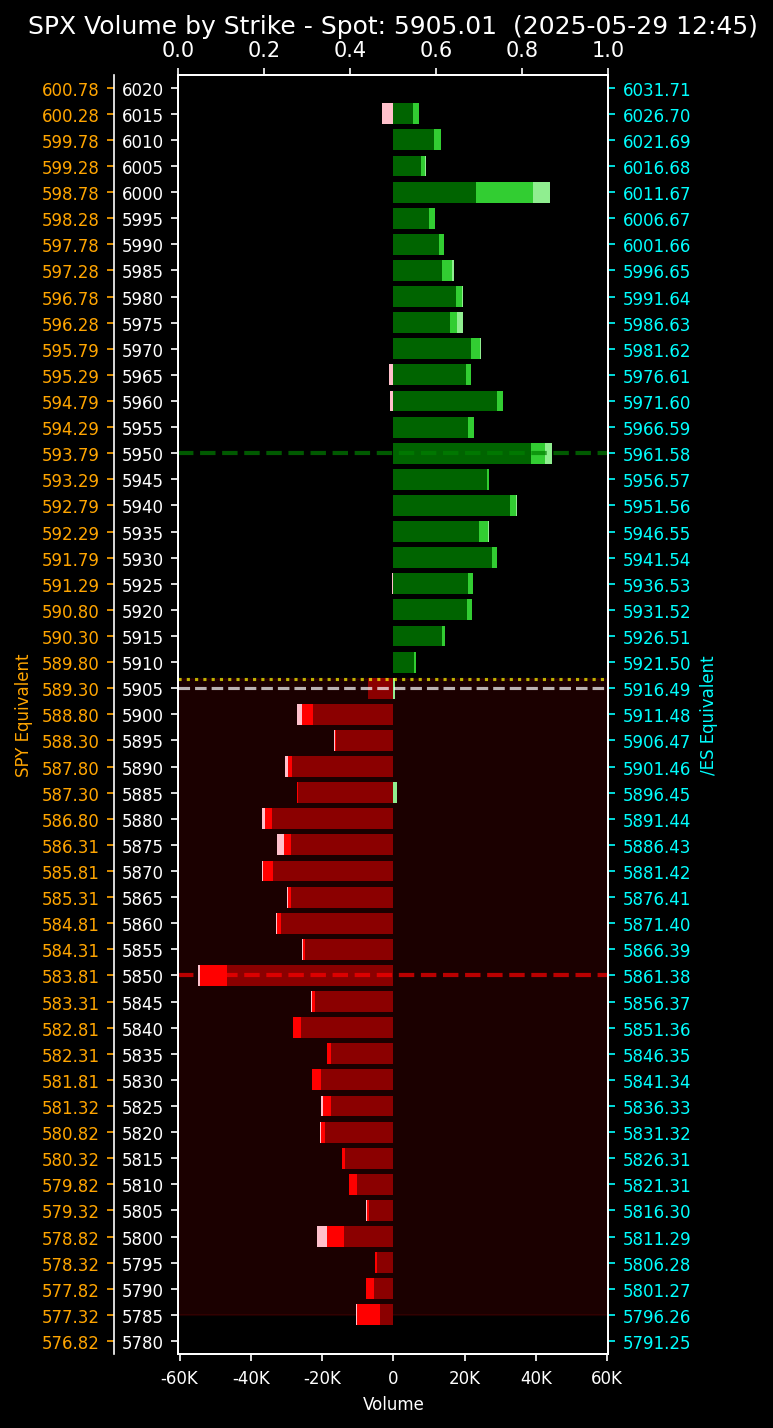 SPX Volume by Strike - Spot: 5905.01  (2025-05-29 12:45)
0.0 0.2 0.4 0.6 0.8 1.0
600.78 6020 6031.71
600.28 6015 6026.70
599.78 6010 6021.69
599.28 6005 6016.68
598.78 6000 6011.67
598.28 5995 6006.67
597.78 5990 6001.66
597.28 5985 5996.65
596.78 5980 5991.64
596.28 5975 5986.63
595.79 5970 5981.62
595.29 5965 5976.61
594.79 5960 5971.60
594.29 5955 5966.59
593.79 5950 5961.58
593.29 5945 5956.57
592.79 5940 5951.56
592.29 5935 5946.55
591.79 5930 5941.54
591.29 5925 5936.53
590.80 5920 5931.52
590.30 5915 5926.51
589.80 5910 5921.50
589.30 5905 5916.49
588.80 5900 5911.48
588.30 5895 5906.47
587.80 5890 5901.46
587.30 5885 5896.45
586.80 5880 5891.44
586.31 5875 5886.43
585.81 5870 5881.42
585.31 5865 5876.41
584.81 5860 5871.40
584.31 5855 5866.39
583.81 5850 5861.38
583.31 5845 5856.37
582.81 5840 5851.36
582.31 5835 5846.35
581.81 5830 5841.34
581.32 5825 5836.33
580.82 5820 5831.32
580.32 5815 5826.31
579.82 5810 5821.31
579.32 5805 5816.30
578.82 5800 5811.29
578.32 5795 5806.28
577.82 5790 5801.27
577.32 5785 5796.26
576.82 5780 5791.25
SPY Equivalent
/ES Equivalent
-60K -40K -20K 0 20K 40K 60K
Volume